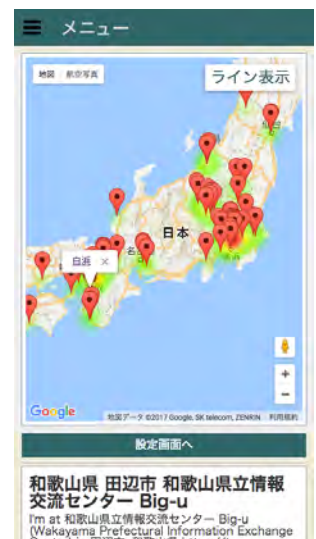 メニュー
地図 航空写真
ライン表示
日本
名古
白浜 ×
+
−
Google
地図データ ©2017 Google, SK telecom, ZENRIN 利用規約
設定画面へ
和歌山県 田辺市 和歌山県立情報
交流センター Big-u
I'm at 和歌山県立情報交流センター Big-u
(Wakayama Prefectural Information Exchange